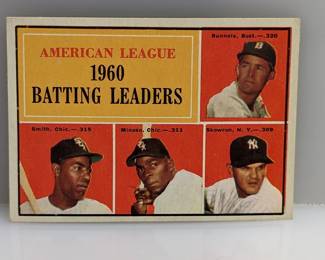 Runnels, Bost.—.320
AMERICAN LEAGUE
1960
BATTING LEADERS
Smith, Chic.—.315
Minoso, Chic.—.311
Skowron, N. Y.—.309